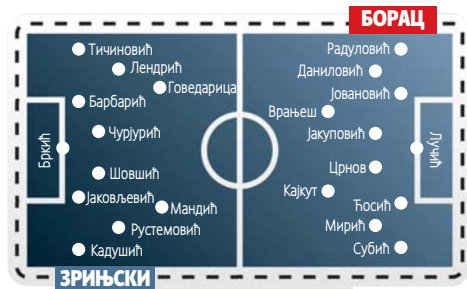 БОРАЦ
Тичиновић
Лендрић
Говедарица
Барбарић
Чурјурић
Шовшић
Јаковљевић
Мандић
Рустемовић
Кадушић
Бркић
Радуловић
Даниловић
Јовановић
Врањеш
Јакуповић
Црнов
Кајкут
Ћосић
Мирић
Субић
Лучић
ЗРИЊСКИ